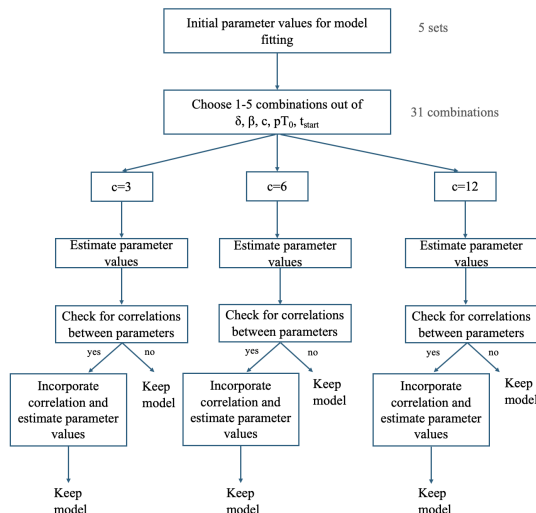 Initial parameter values for model
fitting
5 sets
Choose 1-5 combinations out of
δ, β, c, pT₀, t_start
31 combinations
c=3
c=6
c=12
Estimate parameter
values
Estimate parameter
values
Estimate parameter
values
Check for correlations
between parameters
Check for correlations
between parameters
Check for correlations
between parameters
yes
no
yes
no
yes
no
Incorporate
correlation and
estimate parameter
values
Keep
model
Incorporate
correlation and
estimate parameter
values
Keep
model
Incorporate
correlation and
estimate parameter
values
Keep
model
Keep
model
Keep
model
Keep
model